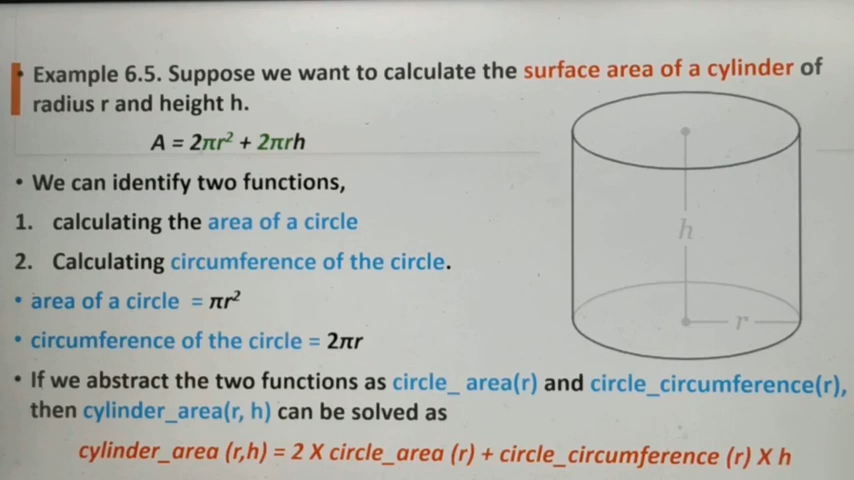 • Example 6.5. Suppose we want to calculate the surface area of a cylinder of
radius r and height h.
A = 2πr² + 2πrh
• We can identify two functions,
1. calculating the area of a circle
2. Calculating circumference of the circle.
• area of a circle = πr²
• circumference of the circle = 2πr
h
r
• If we abstract the two functions as circle_ area(r) and circle_circumference(r),
then cylinder_area(r, h) can be solved as
cylinder_area (r,h) = 2 X circle_area (r) + circle_circumference (r) X h